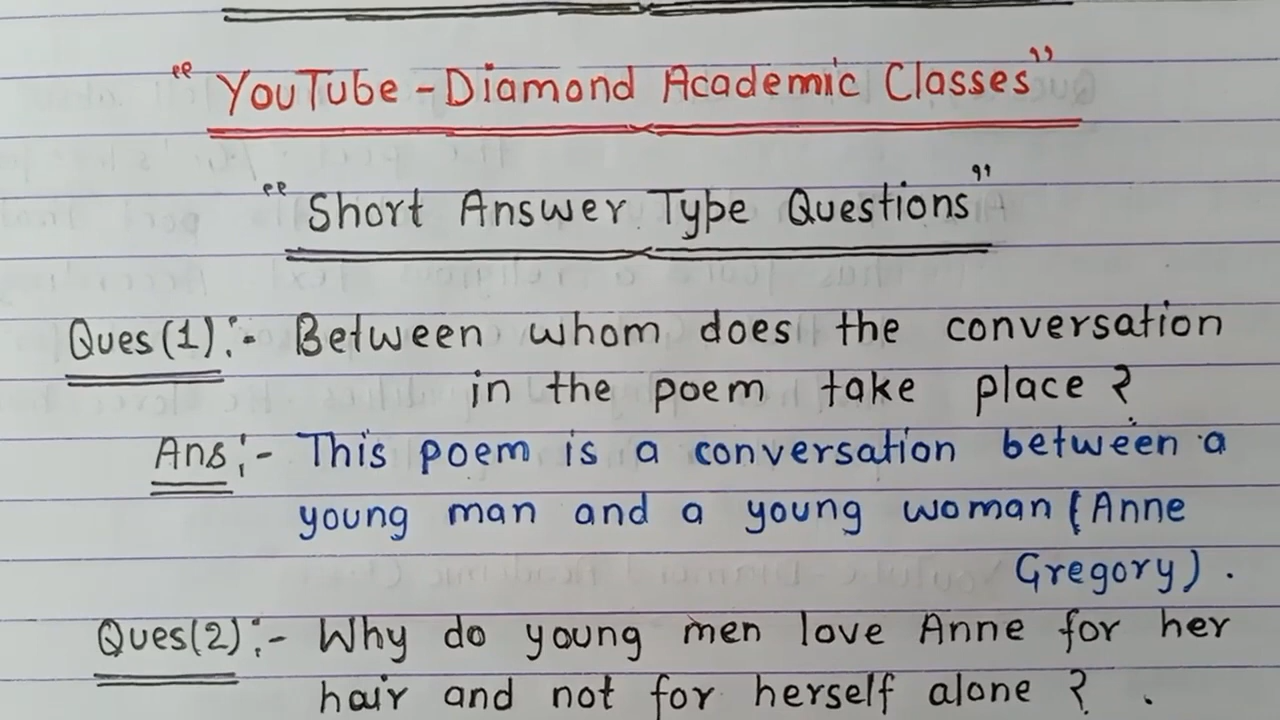 "YouTube - Diamond Academic Classes"
"Short Answer Type Questions"
Ques (1) :- Between whom does the conversation
in the poem take place ?
Ans :- This poem is a conversation between a
young man and a young woman (Anne
Gregory) .
Ques(2) :- Why do young men love Anne for her
hair and not for herself alone ? .